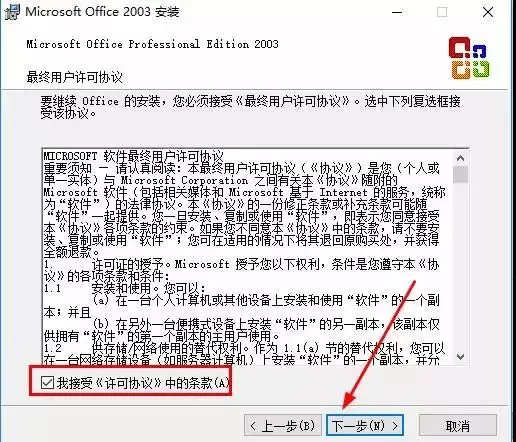 Microsoft Office 2003 安装
Microsoft Office Professional Edition 2003
最终用户许可协议
要继续 Office 的安装，您必须接受《最终用户许可协议》。选中下列复选框接
受该协议。
MICROSOFT 软件最终用户许可协议
重要须知 — 请认真阅读：本最终用户许可协议（《协议》）是您（个人或
单一实体）与 Microsoft Corporation 之间有关本《协议》随附的
Microsoft 软件（包括相关媒体和 Microsoft 基于 Internet 的服务，统称
为“软件”）的法律协议。本《协议》的一份修正条款或补充条款可能随
“软件”一起提供。您一旦安装、复制或使用“软件”，即表示您同意接受
本《协议》各项条款的约束。如果您不同意本《协议》中的条款，请不要安
装、复制或使用“软件”；您可在适用的情况下将其退回原购买处，并获得
全额退款。
1. 许可证的授予。Microsoft 授予您以下权利，条件是您遵守本《协
议》的各项条款和条件：
1.1 安装和使用。您可以：
(a) 在一台个人计算机或其他设备上安装和使用“软件”的一个副
本；并且
(b) 在另外一台便携式设备上安装“软件”的另一副本，该副本仅
供拥有“软件”的第一个副本的主用户使用。
1.2 供存储/网络使用的替代权利。作为 1.1(a) 节的替代权利，您可以
在一台网络存储设备（如服务器计算机）上安装“软件”的一个副本，并允
我接受《许可协议》中的条款(A)
< 上一步(B)
下一步(N) >
取消